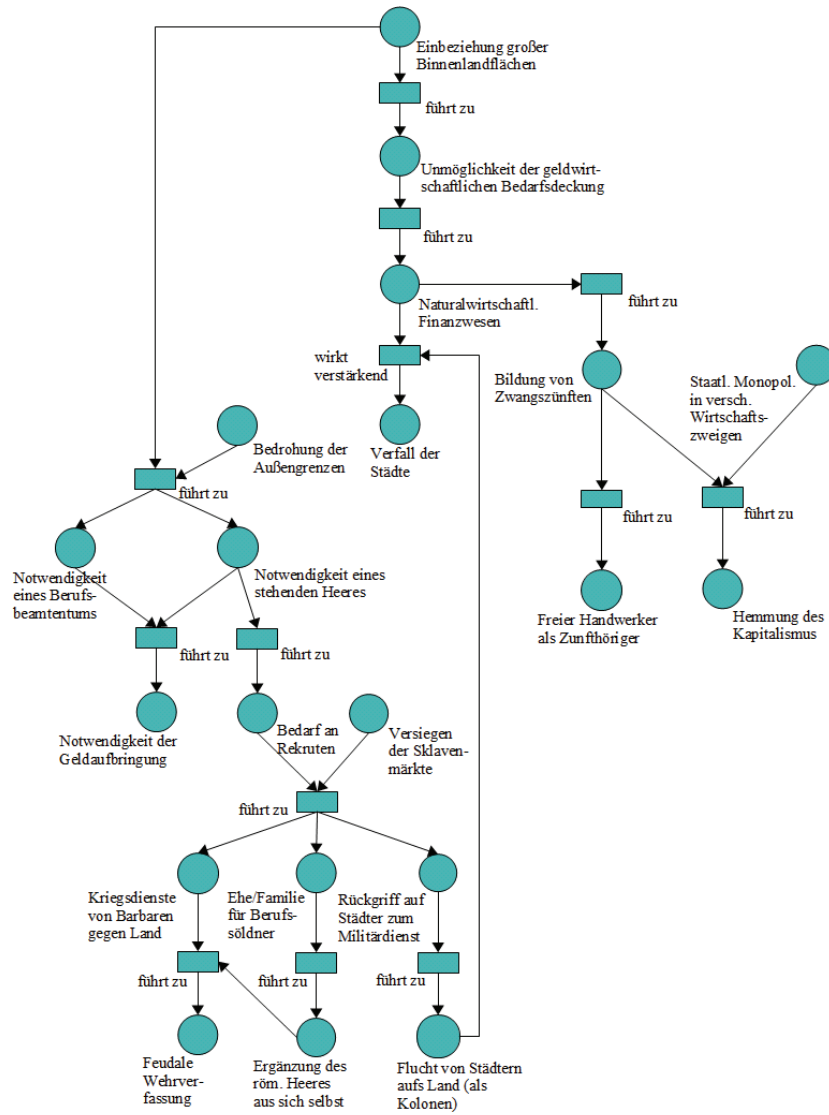 Einbeziehung großer
Binnenlandflächen
führt zu
Unmöglichkeit der geldwirt-
schaftlichen Bedarfsdeckung
führt zu
Naturalwirtschaftl.
Finanzwesen
führt zu
wirkt
verstärkend
Bildung von
Zwangszünften
Staatl. Monopol.
in versch.
Wirtschafts-
zweigen
Verfall der
Städte
Bedrohung der
Außengrenzen
führt zu
führt zu
führt zu
Notwendigkeit
eines Berufs-
beamtentums
Notwendigkeit eines
stehenden Heeres
Freier Handwerker
als Zunfthöriger
Hemmung des
Kapitalismus
führt zu
führt zu
Notwendigkeit der
Geldaufbringung
Bedarf an
Rekruten
Versiegen
der Sklaven-
märkte
führt zu
Kriegsdienste
von Barbaren
gegen Land
Ehe/Familie
für Berufs-
söldner
Rückgriff auf
Städter zum
Militärdienst
führt zu
führt zu
führt zu
Feudale
Wehrver-
fassung
Ergänzung des
röm. Heeres
aus sich selbst
Flucht von Städtern
aufs Land (als
Kolonen)